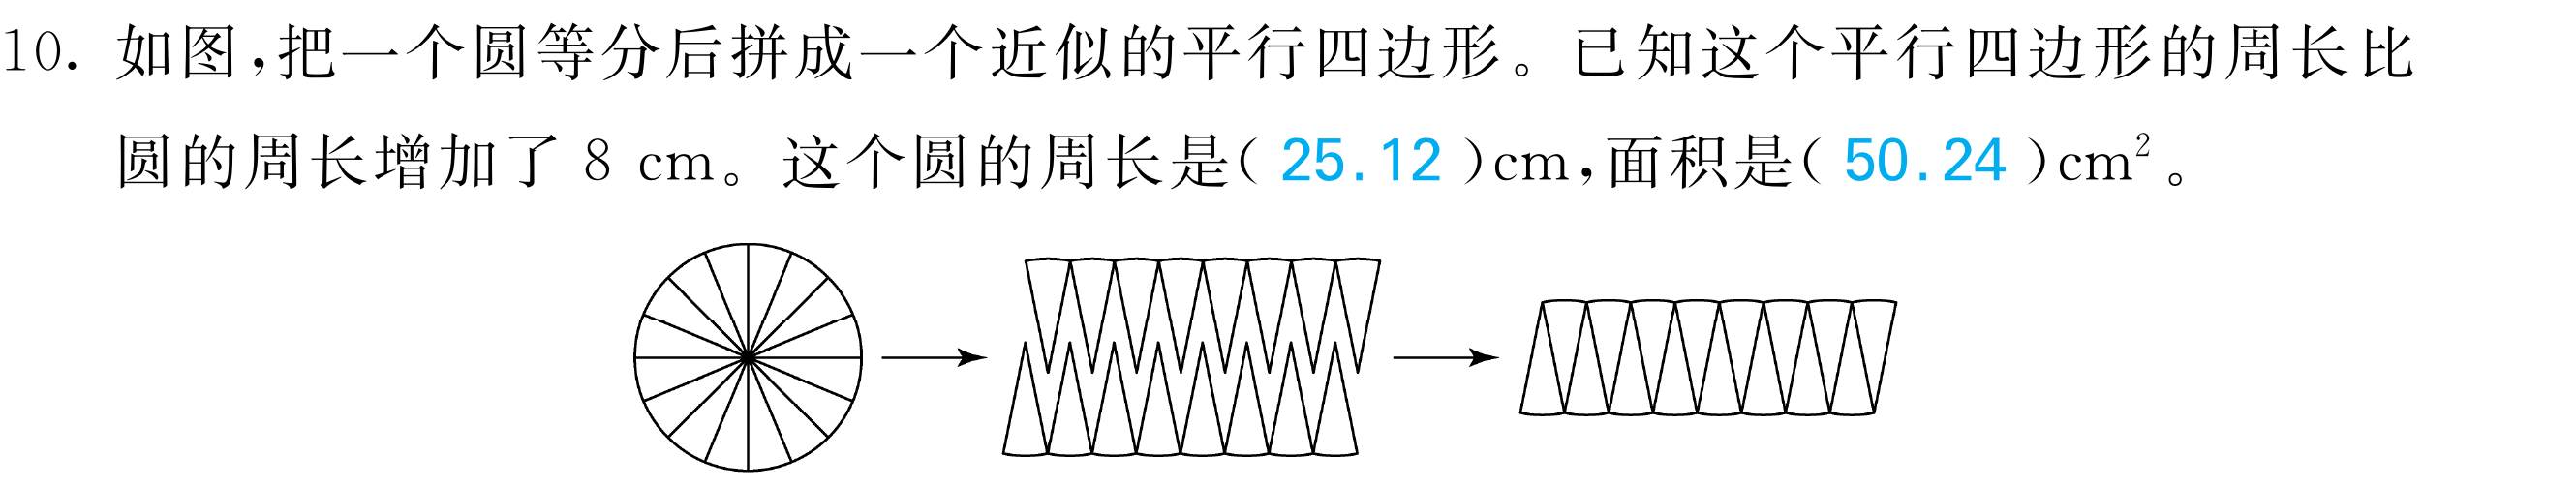 10. 如图,把一个圆等分后拼成一个近似的平行四边形。已知这个平行四边形的周长比
圆的周长增加了 8 cm。这个圆的周长是( 25.12 )cm,面积是( 50.24 )cm²。